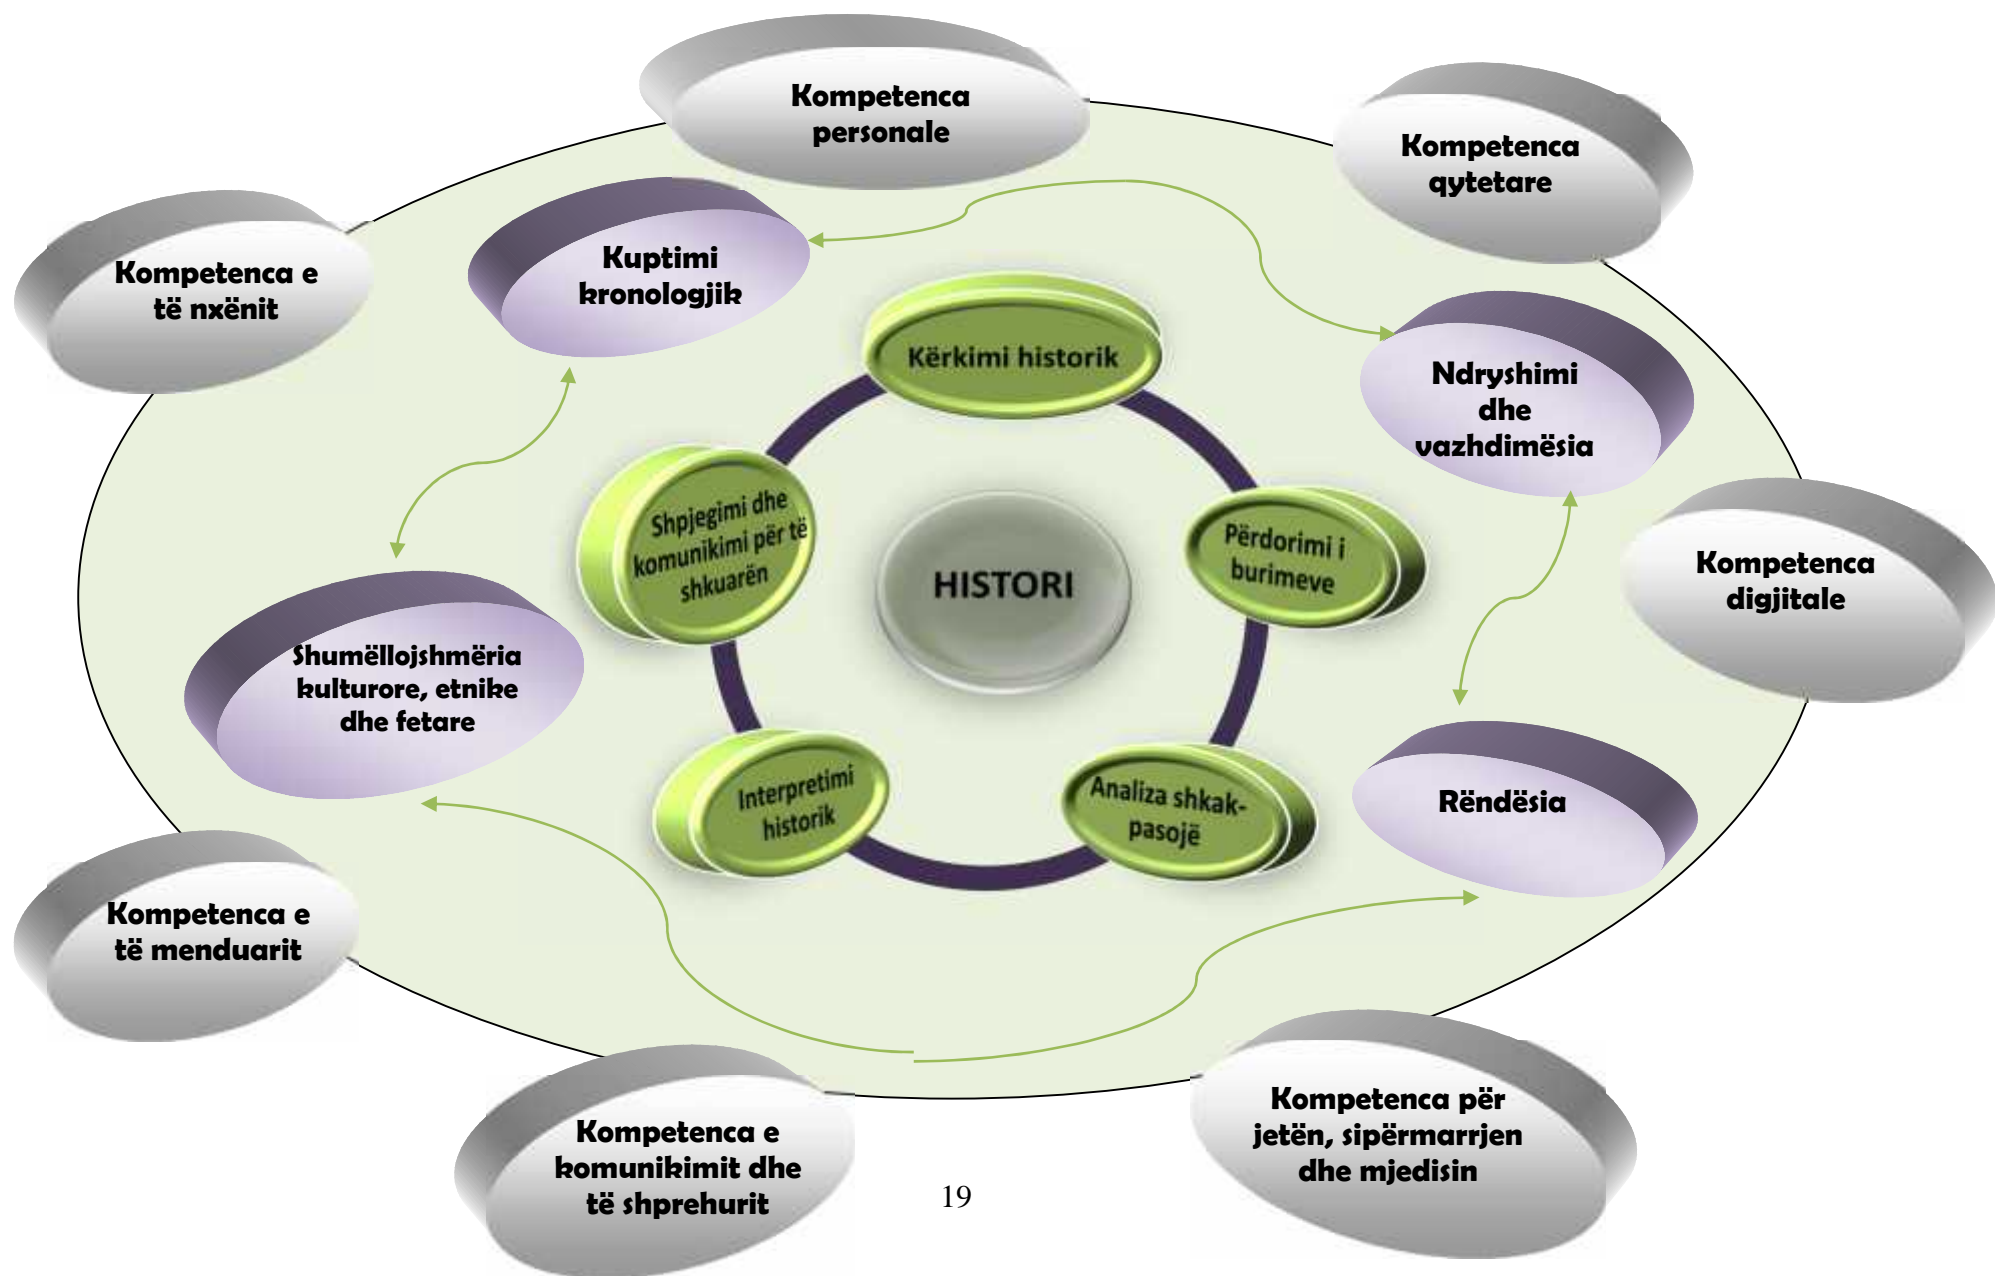 Kompetenca
personale
Kompetenca
qytetare
Kompetenca e
të nxënit
Kuptimi
kronologjik
Kërkimi historik
Ndryshimi
dhe
vazhdimësia
Shpjegimi dhe
komunikimi për të
shkuarën
HISTORI
Përdorimi i
burimeve
Kompetenca
digjitale
Shumëllojshmëria
kulturore, etnike
dhe fetare
Interpretimi
historik
Analiza shkak-
pasojë
Rëndësia
Kompetenca e
të menduarit
Kompetenca e
komunikimit dhe
të shprehurit
Kompetenca për
jetën, sipërmarrjen
dhe mjedisin
19